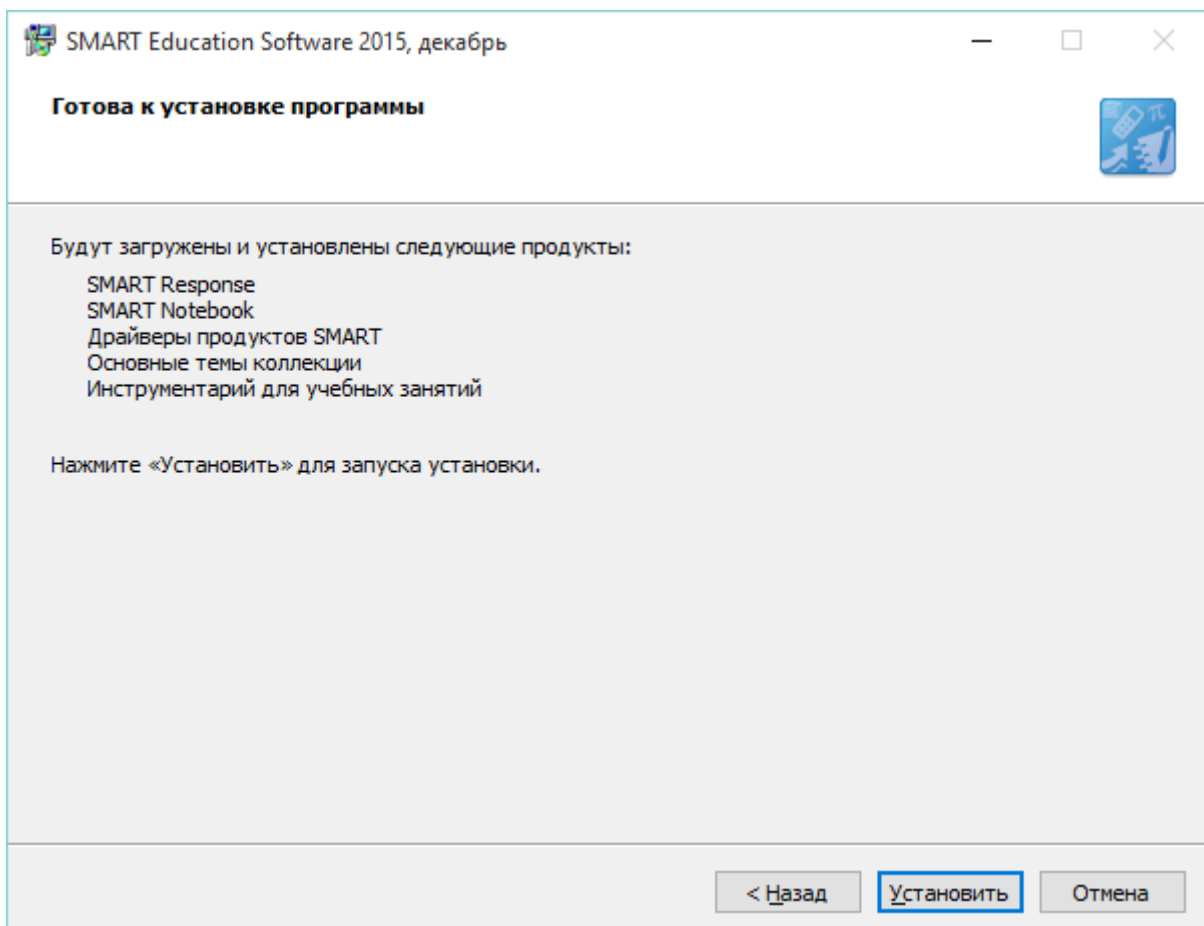 SMART Education Software 2015, декабрь
Готова к установке программы
π
Будут загружены и установлены следующие продукты:
SMART Response
SMART Notebook
Драйверы продуктов SMART
Основные темы коллекции
Инструментарий для учебных занятий
Нажмите «Установить» для запуска установки.
< Назад Установить Отмена